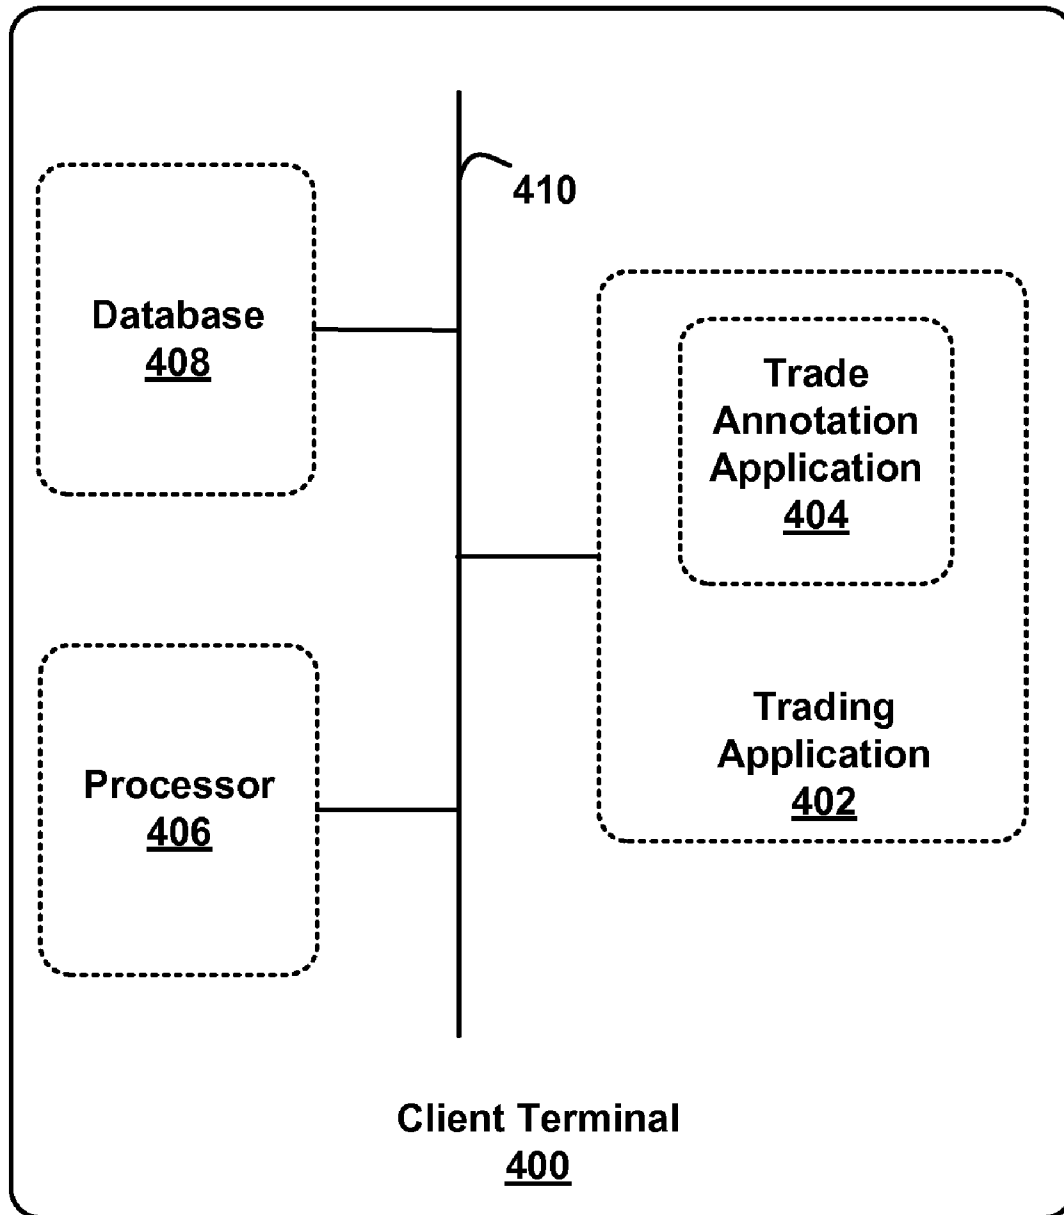 410
Database
408
Trade
Annotation
Application
404
Trading
Application
402
Processor
406
Client Terminal
400